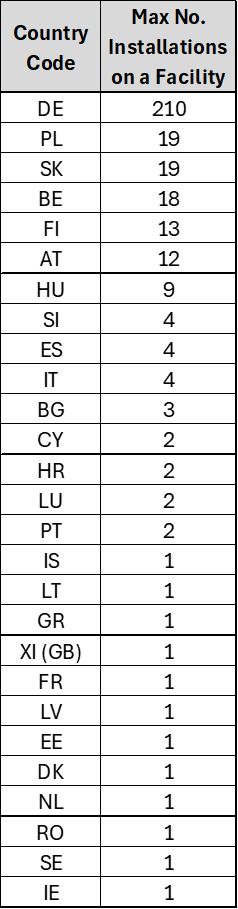 Country Code Max No. Installations on a Facility
DE 210
PL 19
SK 19
BE 18
FI 13
AT 12
HU 9
SI 4
ES 4
IT 4
BG 3
CY 2
HR 2
LU 2
PT 2
IS 1
LT 1
GR 1
XI (GB) 1
FR 1
LV 1
EE 1
DK 1
NL 1
RO 1
SE 1
IE 1